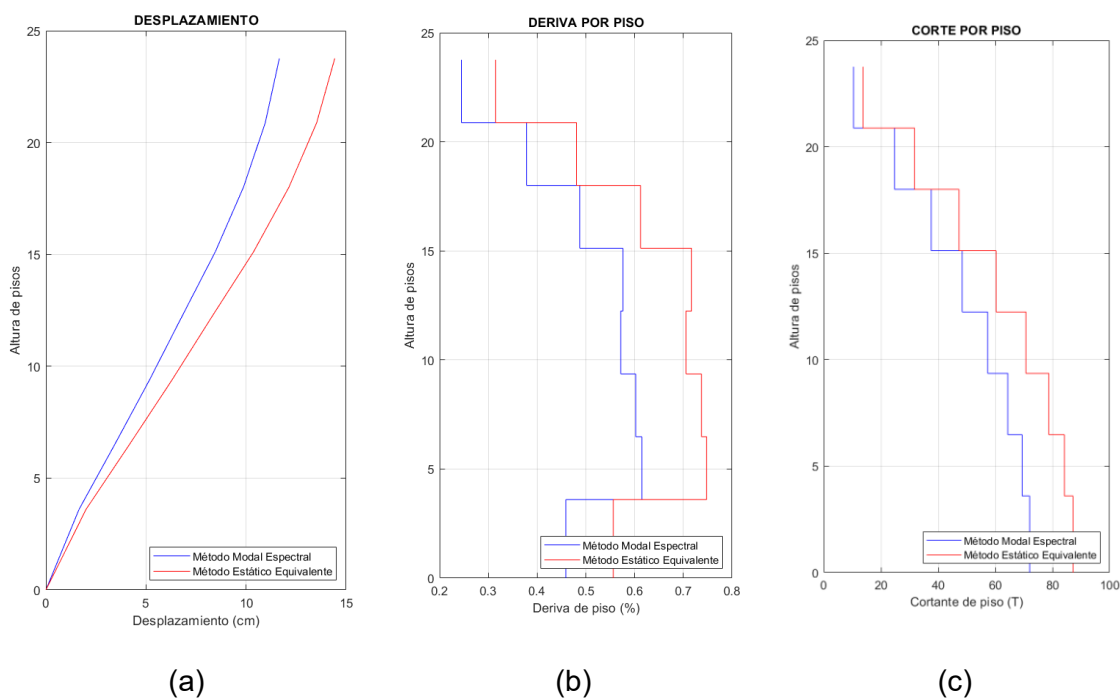 DESPLAZAMIENTO
25
20
15
10
5
0
0 5 10 15
Altura de pisos
Desplazamiento (cm)
Método Modal Espectral
Método Estático Equivalente
(a)
DERIVA POR PISO
25
20
15
10
5
0
0.2 0.3 0.4 0.5 0.6 0.7 0.8
Altura de pisos
Deriva de piso (%)
Método Modal Espectral
Método Estático Equivalente
(b)
CORTE POR PISO
25
20
15
10
5
0
0 20 40 60 80 100
Altura de pisos
Cortante de piso (T)
Método Modal Espectral
Método Estático Equivalente
(c)